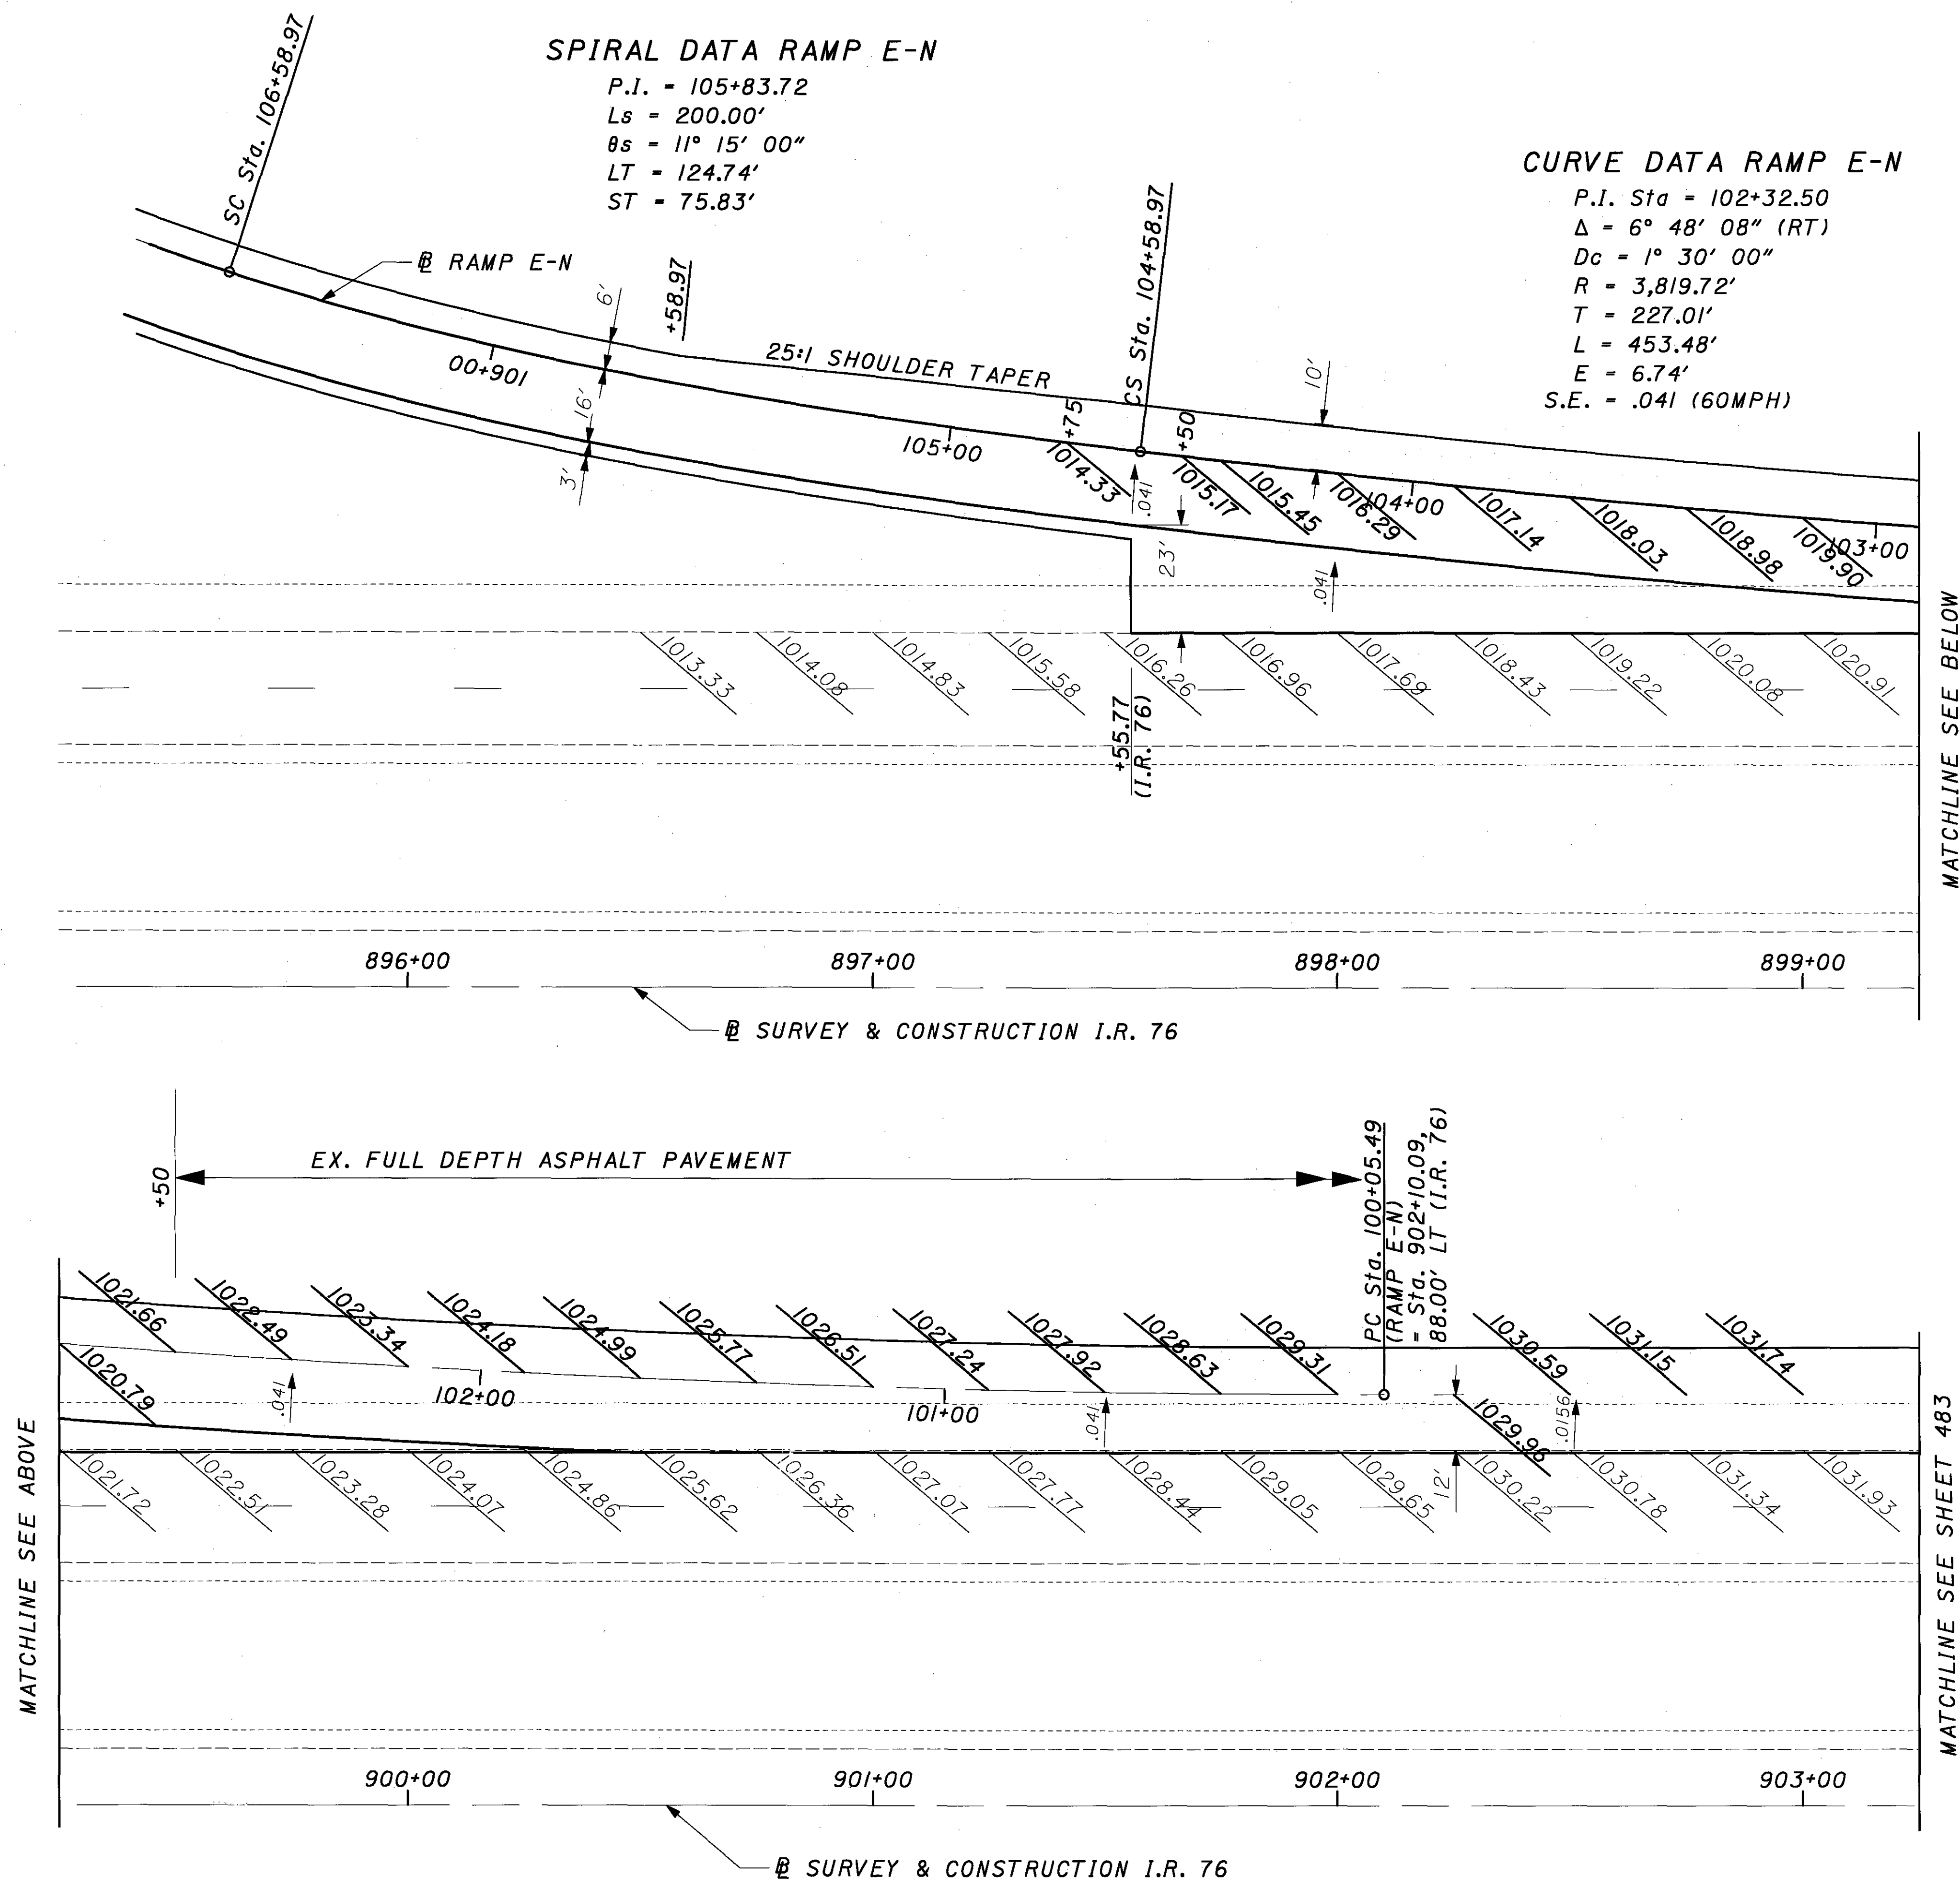 SPIRAL DATA RAMP E-N
P.I. = 105+83.72
Ls = 200.00'
θs = 11° 15' 00"
LT = 124.74'
ST = 75.83'
CURVE DATA RAMP E-N
P.I. Sta = 102+32.50
Δ = 6° 48' 08" (RT)
Dc = 1° 30' 00"
R = 3,819.72'
T = 227.01'
L = 453.48'
E = 6.74'
S.E. = .041 (60MPH)
SC Sta. 106+58.97
℄ RAMP E-N
6'
+58.97
25:1 SHOULDER TAPER
CS Sta. 104+58.97
10'
106+00
16'
3'
105+00
+75
+50
104+00
103+00
1014.33
.041
1015.17
1015.45
1016.29
1017.14
1018.03
1018.98
1019.90
23'
.041
1013.33
1014.08
1014.83
1015.58
1016.26
1016.96
1017.69
1018.43
1019.22
1020.08
1020.91
+55.77
(I.R. 76)
MATCHLINE SEE BELOW
896+00
897+00
898+00
899+00
℄ SURVEY & CONSTRUCTION I.R. 76
+50
EX. FULL DEPTH ASPHALT PAVEMENT
PC Sta. 100+05.49
(RAMP E-N)
= Sta. 902+10.09,
88.00' LT (I.R. 76)
1021.66
1022.49
1023.34
1024.18
1024.99
1025.77
1026.51
1027.24
1027.92
1028.63
1029.31
1030.59
1031.15
1031.74
1020.79
.041
102+00
101+00
.041
1029.96
.0156
1021.72
1022.51
1023.28
1024.07
1024.86
1025.62
1026.36
1027.07
1027.77
1028.44
1029.05
1029.65
12'
1030.22
1030.78
1031.34
1031.93
MATCHLINE SEE ABOVE
MATCHLINE SEE SHEET 483
900+00
901+00
902+00
903+00
℄ SURVEY & CONSTRUCTION I.R. 76